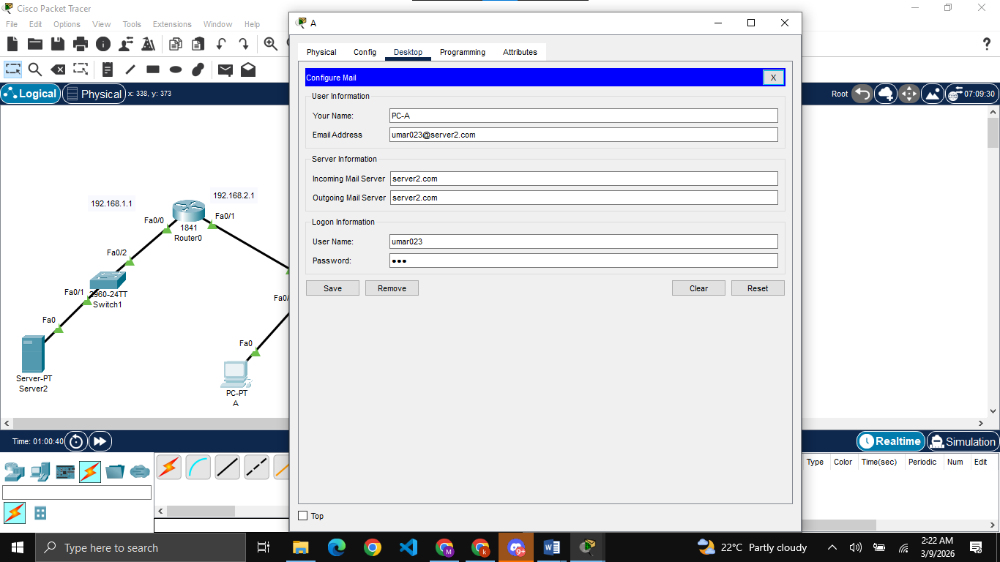 Cisco Packet Tracer
File Edit Options View Tools Extensions Window Help
Logical Physical x: 338, y: 373
Root 07:09:30
192.168.1.1
192.168.2.1
Fa0/0
Fa0/1
1841
Router0
Fa0/2
Fa0/1
2960-24TT
Switch1
Fa0/
Fa0
Server-PT
Server2
Fa0
PC-PT
A
A
Physical Config Desktop Programming Attributes
Configure Mail X
User Information
Your Name: PC-A
Email Address umar023@server2.com
Server Information
Incoming Mail Server server2.com
Outgoing Mail Server server2.com
Logon Information
User Name: umar023
Password: ●●●
Save Remove Clear Reset
Top
Time: 01:00:40
Realtime Simulation
Type Color Time(sec) Periodic Num Edit
Type here to search
M
k
9+
22°C Partly cloudy
2:22 AM
3/9/2026